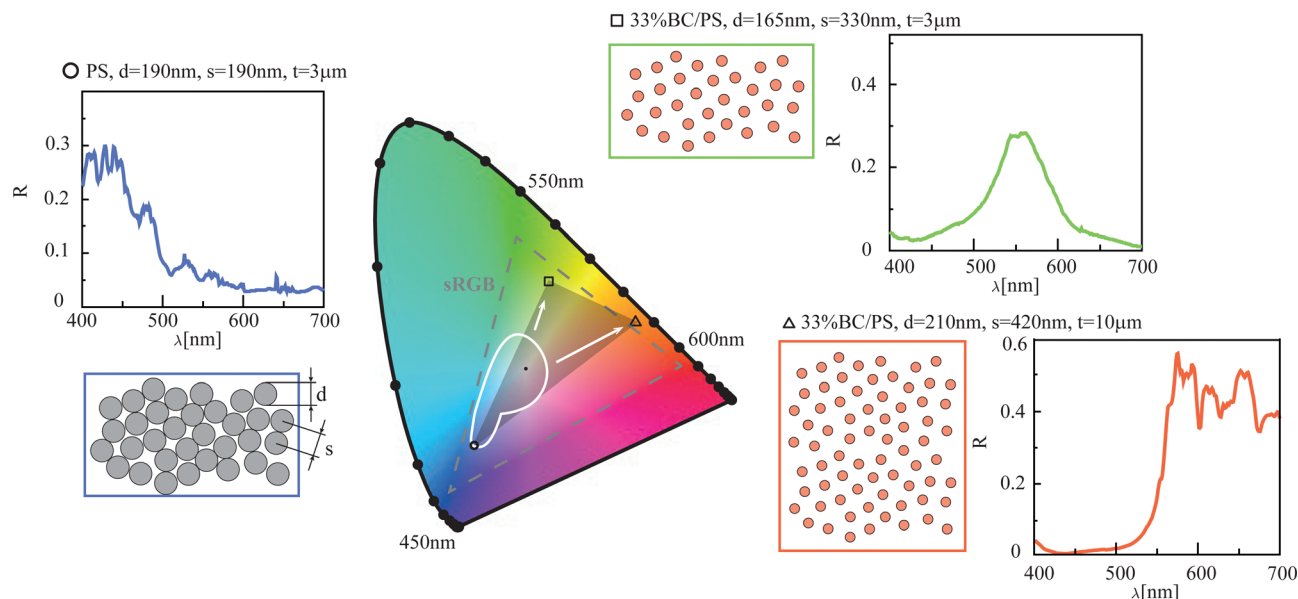 PS, d=190nm, s=190nm, t=3μm
R
0.3
0.2
0.1
0
400
500
600
700
λ[nm]
d
s
550nm
600nm
450nm
sRGB
33%BC/PS, d=165nm, s=330nm, t=3μm
R
0.2
0
400
500
600
700
λ[nm]
33%BC/PS, d=210nm, s=420nm, t=10μm
R
0.6
0.4
0.2
0
400
500
600
700
λ[nm]